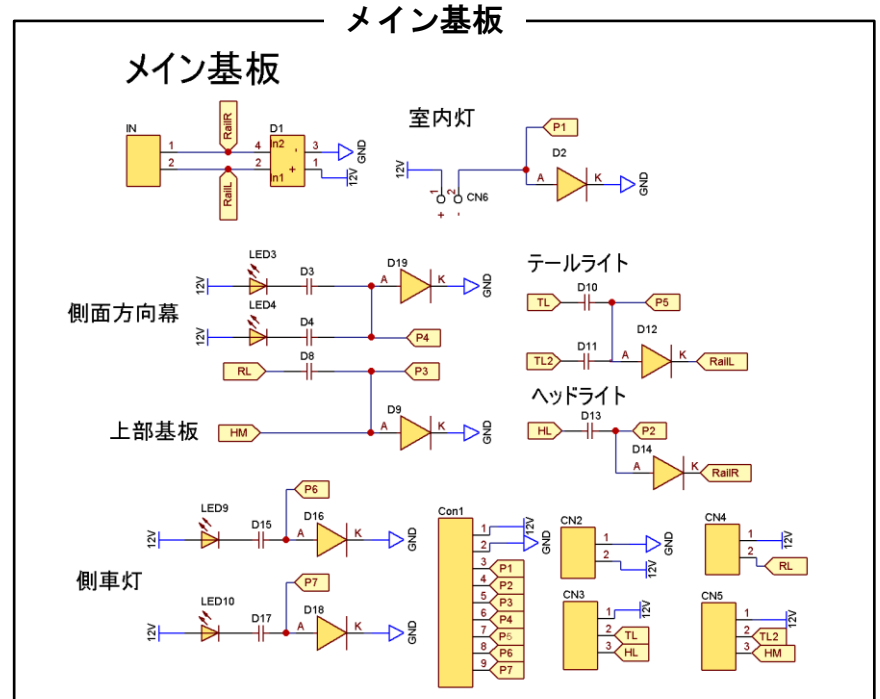 メイン基板
メイン基板
IN
1
2
RailR
RailL
D1
4
2
In2
In1
-
+
3
1
GND
12V
室内灯
12V
1
2
+
-
CN6
P1
D2
A
K
GND
側面方向幕
12V
LED3
D3
D19
A
K
GND
12V
LED4
D4
P4
上部基板
RL
D8
P3
HM
D9
A
K
GND
テールライト
TL
D10
P5
TL2
D11
D12
A
K
RailL
ヘッドライト
HL
D13
P2
D14
A
K
RailR
側車灯
12V
LED9
D15
P6
D16
A
K
GND
12V
LED10
D17
P7
D18
A
K
GND
Con1
1
12V
2
GND
3
P1
4
P2
5
P3
6
P4
7
P5
8
P6
9
P7
CN2
1
GND
2
12V
CN4
1
12V
2
RL
CN3
1
12V
2
TL
3
HL
CN5
1
12V
2
TL2
3
HM